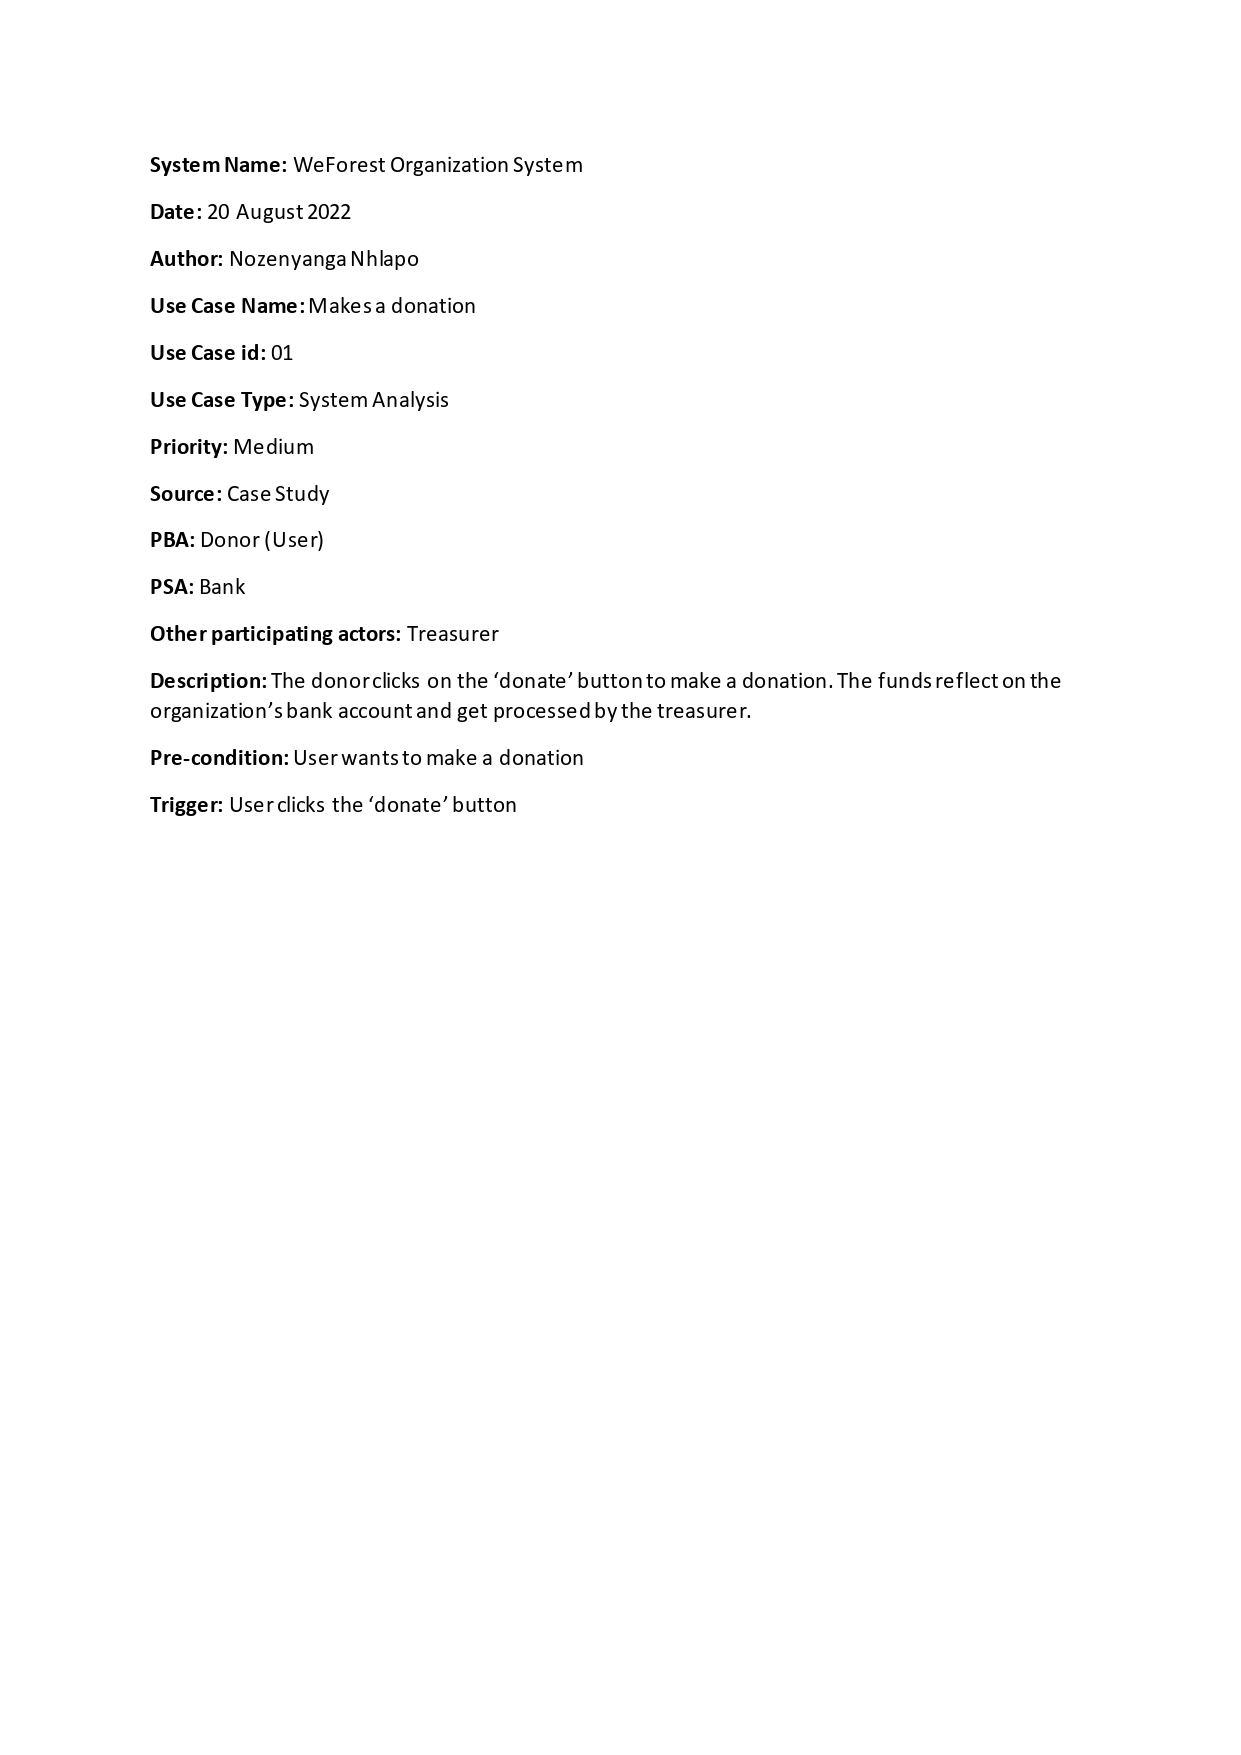 System Name: WeForest Organization System
Date: 20 August 2022
Author: Nozenyanga Nhlapo
Use Case Name: Makes a donation
Use Case id: 01
Use Case Type: System Analysis
Priority: Medium
Source: Case Study
PBA: Donor (User)
PSA: Bank
Other participating actors: Treasurer
Description: The donor clicks on the ‘donate’ button to make a donation. The funds reflect on the
organization’s bank account and get processed by the treasurer.
Pre-condition: User wants to make a donation
Trigger: User clicks the ‘donate’ button